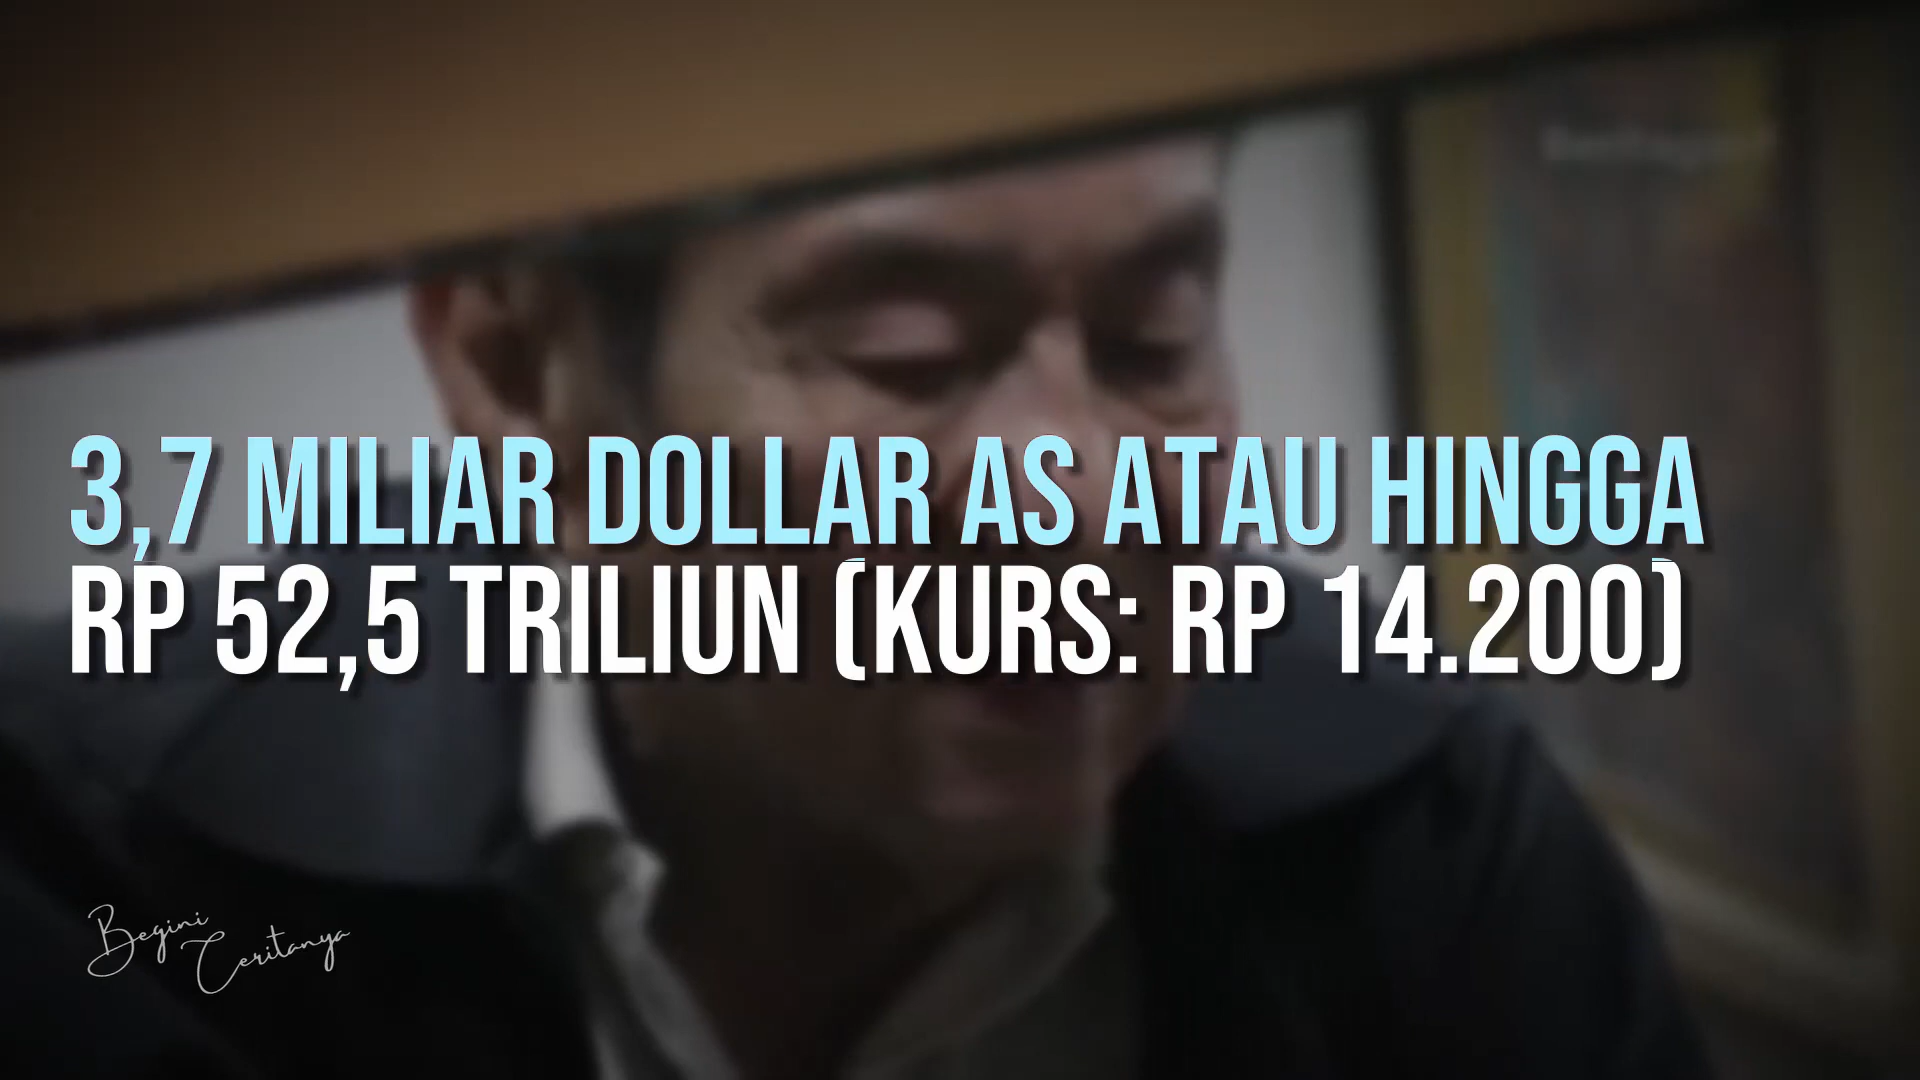 3,7 MILIAR DOLLAR AS ATAU HINGGA
RP 52,5 TRILIUN (KURS: RP 14.200)
Begini
Ceritanya